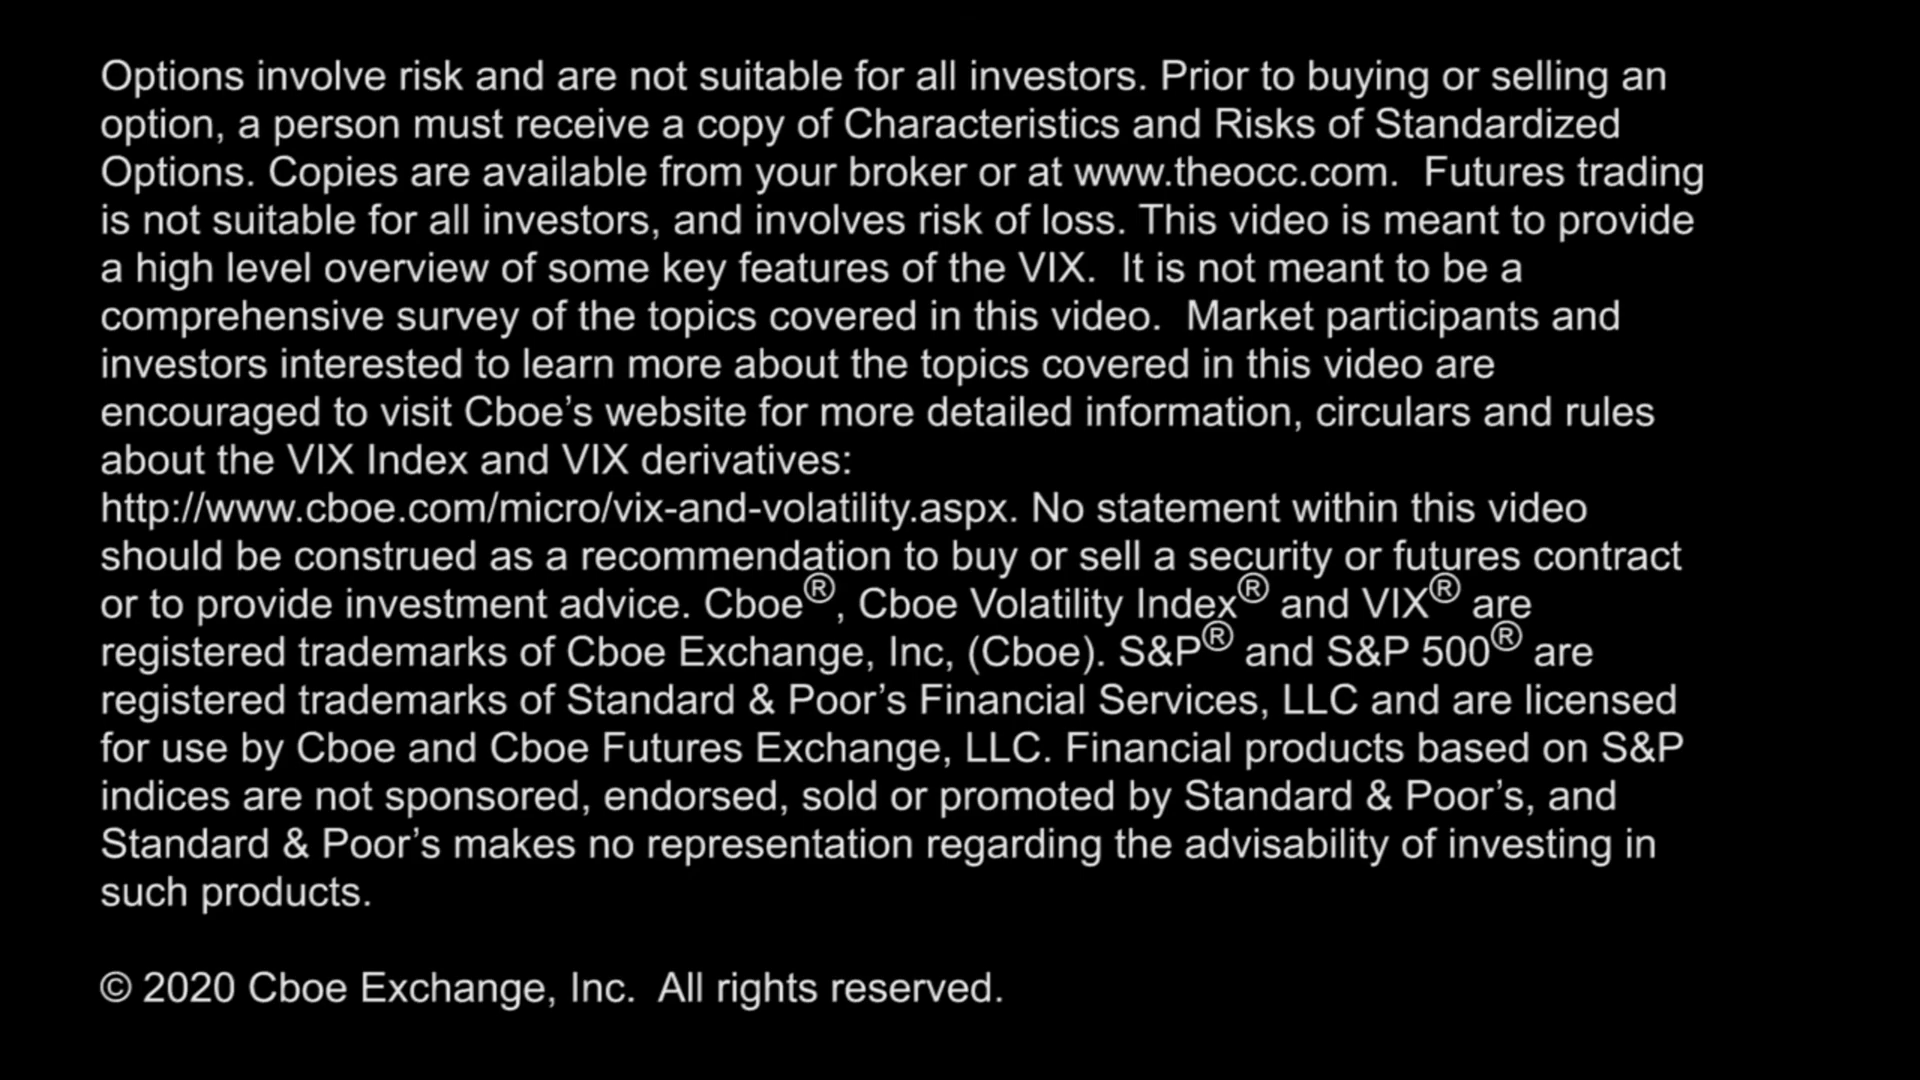 Options involve risk and are not suitable for all investors. Prior to buying or selling an
option, a person must receive a copy of Characteristics and Risks of Standardized
Options. Copies are available from your broker or at www.theocc.com.  Futures trading
is not suitable for all investors, and involves risk of loss. This video is meant to provide
a high level overview of some key features of the VIX.  It is not meant to be a
comprehensive survey of the topics covered in this video.  Market participants and
investors interested to learn more about the topics covered in this video are
encouraged to visit Cboe’s website for more detailed information, circulars and rules
about the VIX Index and VIX derivatives:
http://www.cboe.com/micro/vix-and-volatility.aspx. No statement within this video
should be construed as a recommendation to buy or sell a security or futures contract
or to provide investment advice. Cboe®, Cboe Volatility Index® and VIX® are
registered trademarks of Cboe Exchange, Inc, (Cboe). S&P® and S&P 500® are
registered trademarks of Standard & Poor’s Financial Services, LLC and are licensed
for use by Cboe and Cboe Futures Exchange, LLC. Financial products based on S&P
indices are not sponsored, endorsed, sold or promoted by Standard & Poor’s, and
Standard & Poor’s makes no representation regarding the advisability of investing in
such products.
© 2020 Cboe Exchange, Inc.  All rights reserved.